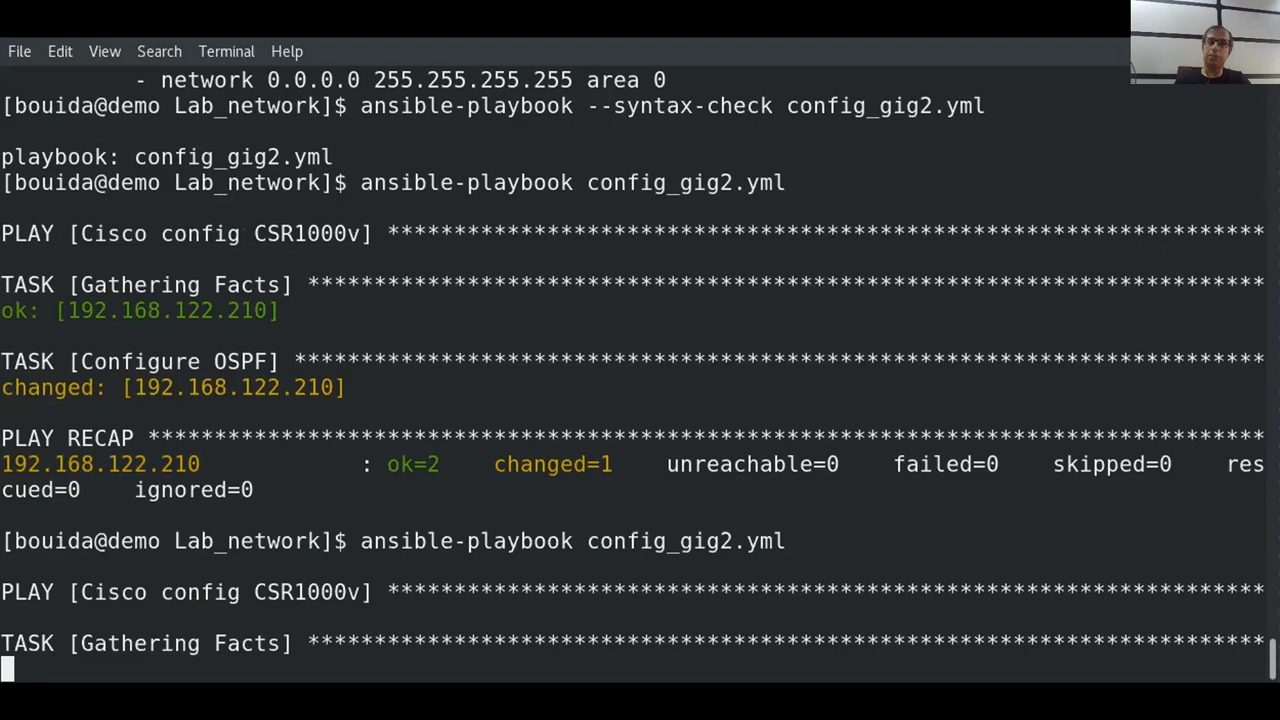 File Edit View Search Terminal Help
- network 0.0.0.0 255.255.255.255 area 0
[bouida@demo Lab_network]$ ansible-playbook --syntax-check config_gig2.yml
playbook: config_gig2.yml
[bouida@demo Lab_network]$ ansible-playbook config_gig2.yml
PLAY [Cisco config CSR1000v] ******************************************************************
TASK [Gathering Facts] ************************************************************************
ok: [192.168.122.210]
TASK [Configure OSPF] *************************************************************************
changed: [192.168.122.210]
PLAY RECAP ************************************************************************************
192.168.122.210 : ok=2 changed=1 unreachable=0 failed=0 skipped=0 res
cued=0 ignored=0
[bouida@demo Lab_network]$ ansible-playbook config_gig2.yml
PLAY [Cisco config CSR1000v] ******************************************************************
TASK [Gathering Facts] ************************************************************************